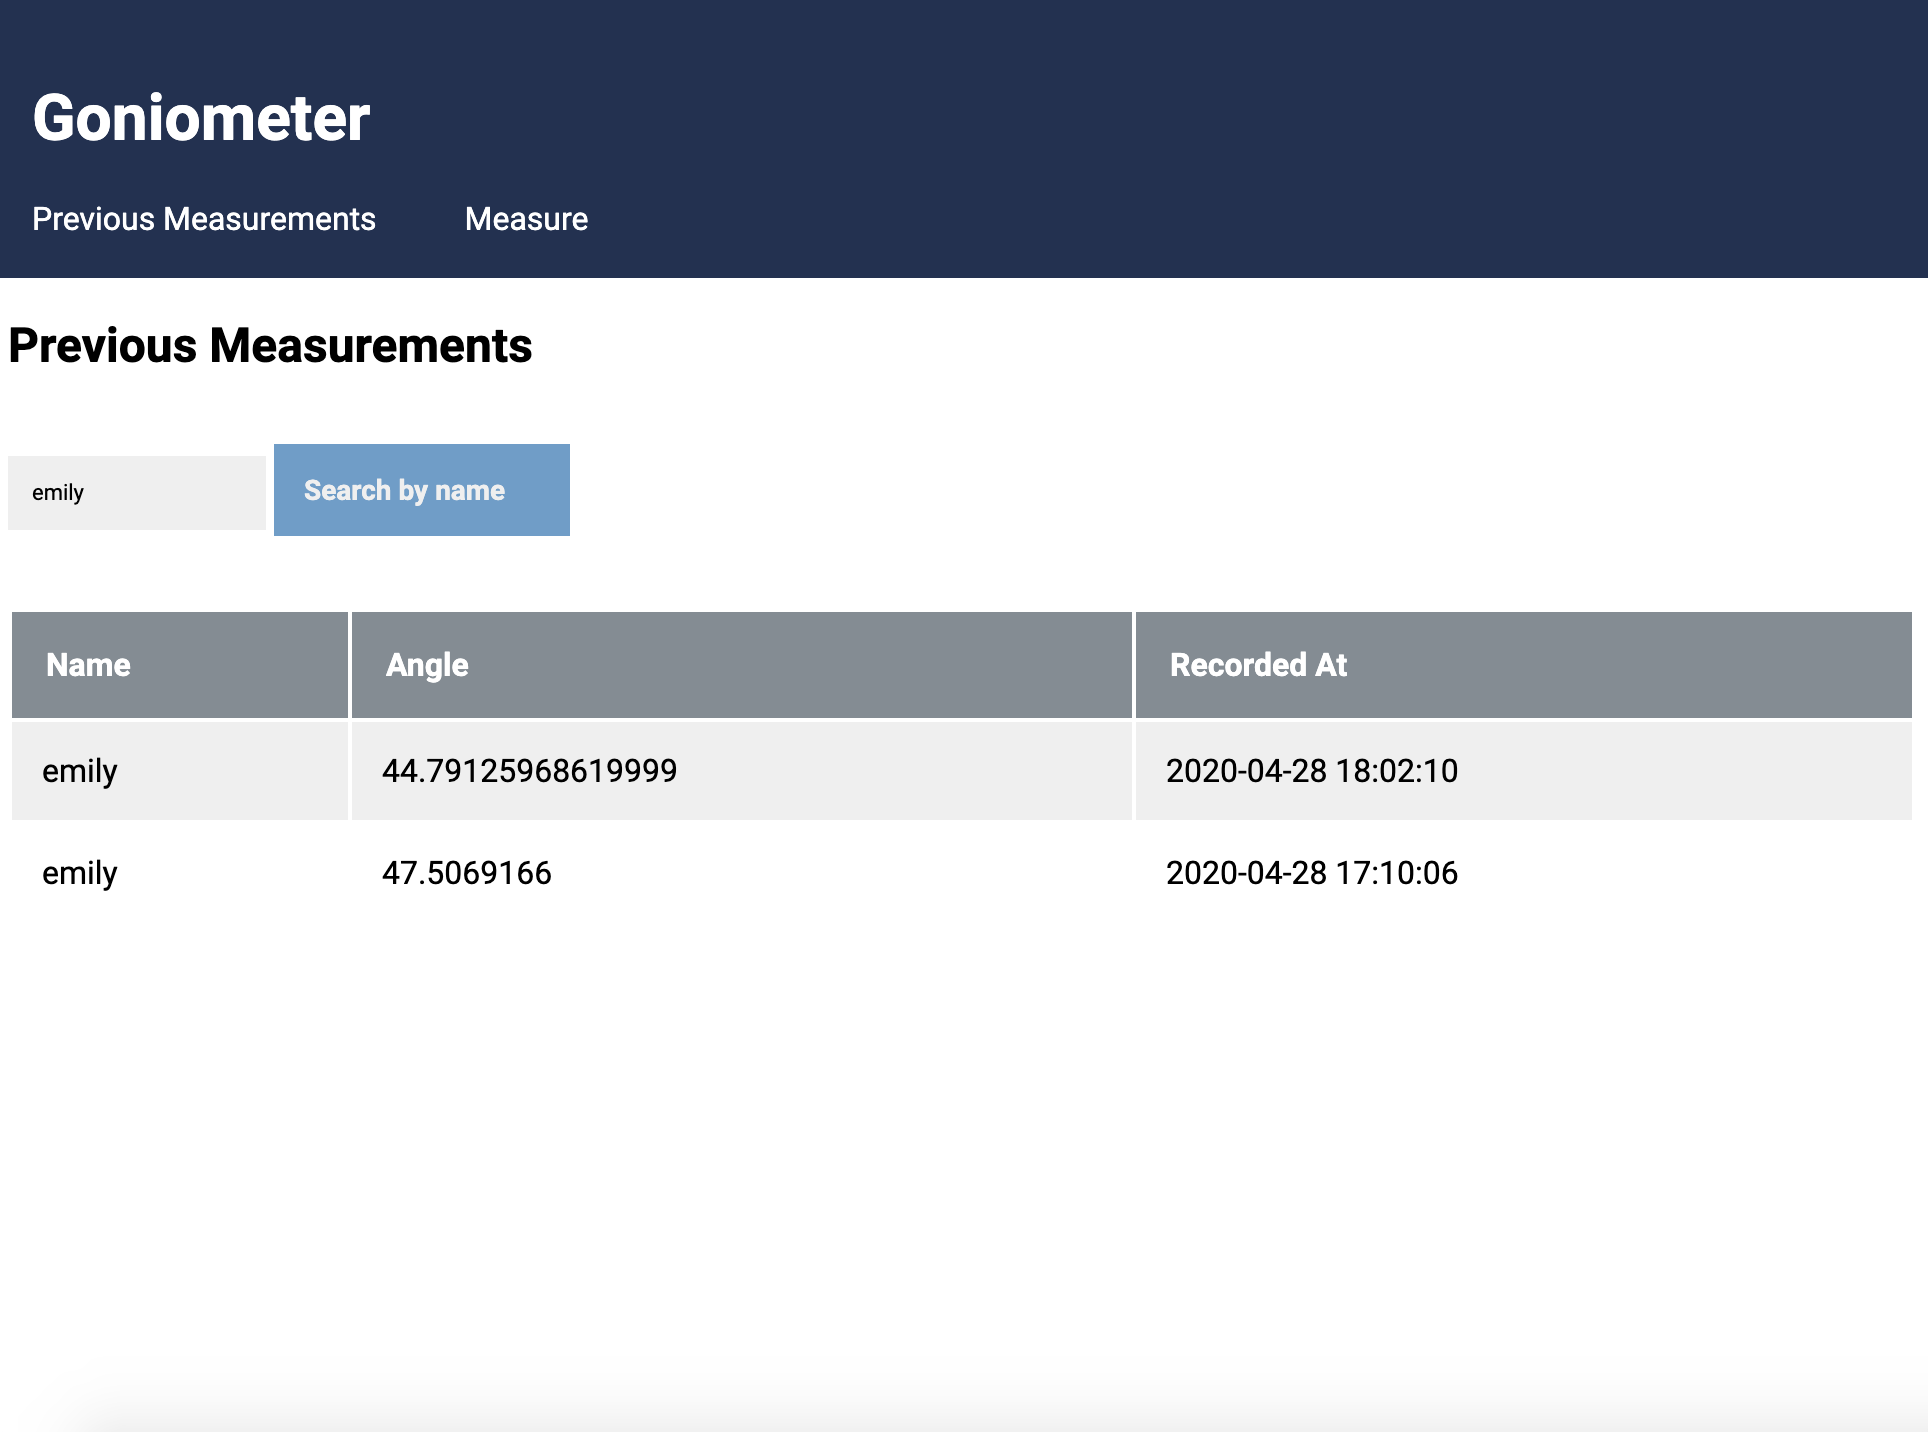 Goniometer
Previous Measurements Measure
Previous Measurements
emily Search by name
Name Angle Recorded At
emily 44.79125968619999 2020-04-28 18:02:10
emily 47.5069166 2020-04-28 17:10:06